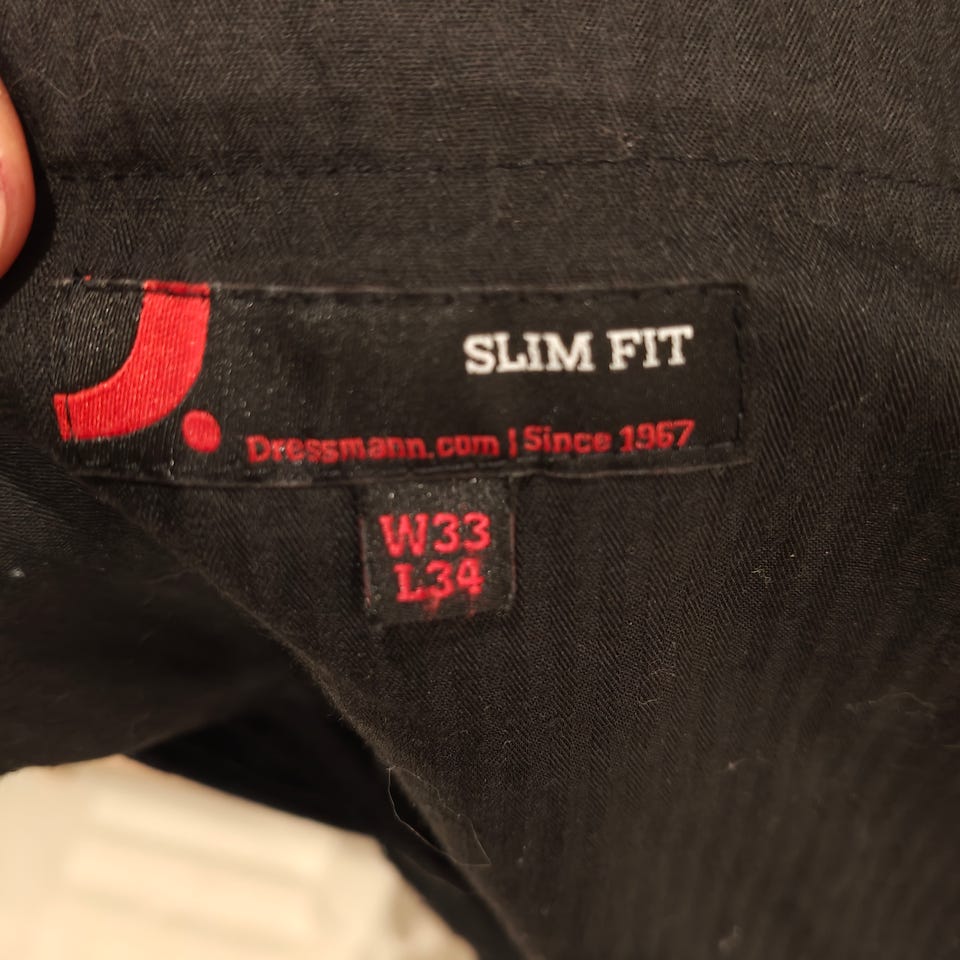 SLIM FIT
Dressmann.com | Since 1967
W33
L34